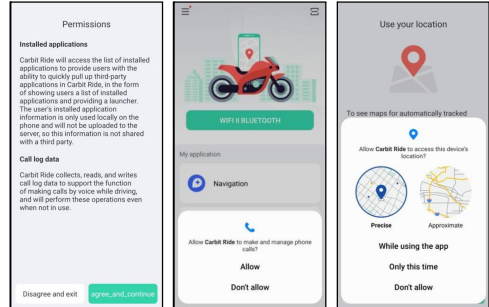 Permissions
Installed applications
Carbit Ride will access the list of installed
applications to provide users with the
ability to quickly pull up third-party
applications in Carbit Ride, in the form
of showing users a list of installed
applications and providing a launcher.
The user's installed application
information is only used locally on the
phone and will not be uploaded to the
server, so this information is not shared
with a third party.
Call log data
Carbit Ride collects, reads, and writes
call log data to support the function
of making calls by voice while driving,
and will perform these operations even
when not in use.
Disagree and exit
agree_and_continue
WIFI II BLUETOOTH
My application
Navigation
Allow Carbit Ride to make and manage phone
calls?
Allow
Don't allow
Use your location
To see maps for automatically tracked
Allow Carbit Ride to access this device's
location?
Precise
Approximate
While using the app
Only this time
Don't allow